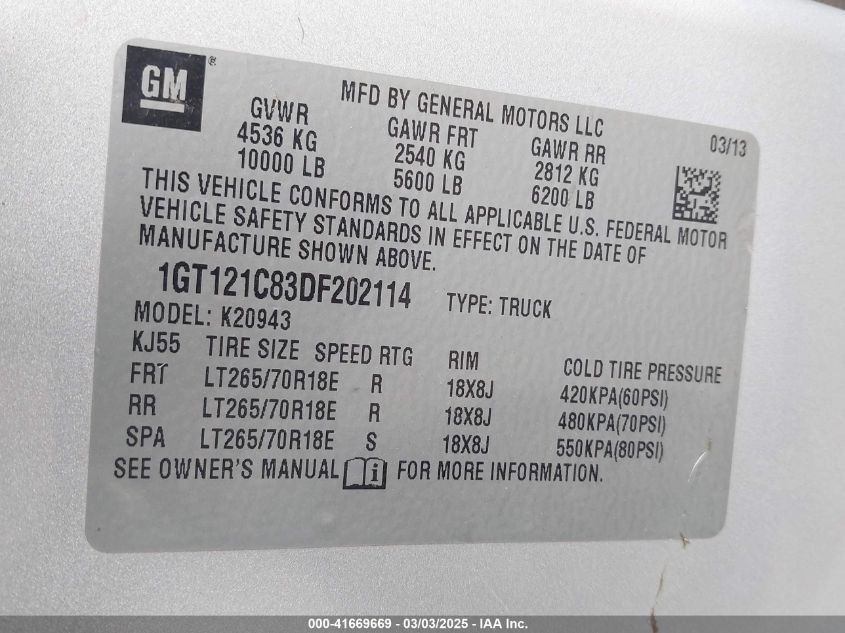 GM®
MFD BY GENERAL MOTORS LLC
03/13
GVWR GAWR FRT GAWR RR
4536 KG 2540 KG 2812 KG
10000 LB 5600 LB 6200 LB
THIS VEHICLE CONFORMS TO ALL APPLICABLE U.S. FEDERAL MOTOR
VEHICLE SAFETY STANDARDS IN EFFECT ON THE DATE OF
MANUFACTURE SHOWN ABOVE.
1GT121C83DF202114 TYPE: TRUCK
MODEL: K20943
KJ55 TIRE SIZE SPEED RTG RIM COLD TIRE PRESSURE
FRT LT265/70R18E R 18X8J 420KPA(60PSI)
RR LT265/70R18E R 18X8J 480KPA(70PSI)
SPA LT265/70R18E S 18X8J 550KPA(80PSI)
SEE OWNER'S MANUAL i FOR MORE INFORMATION.
000-41669669 - 03/03/2025 - IAA Inc.